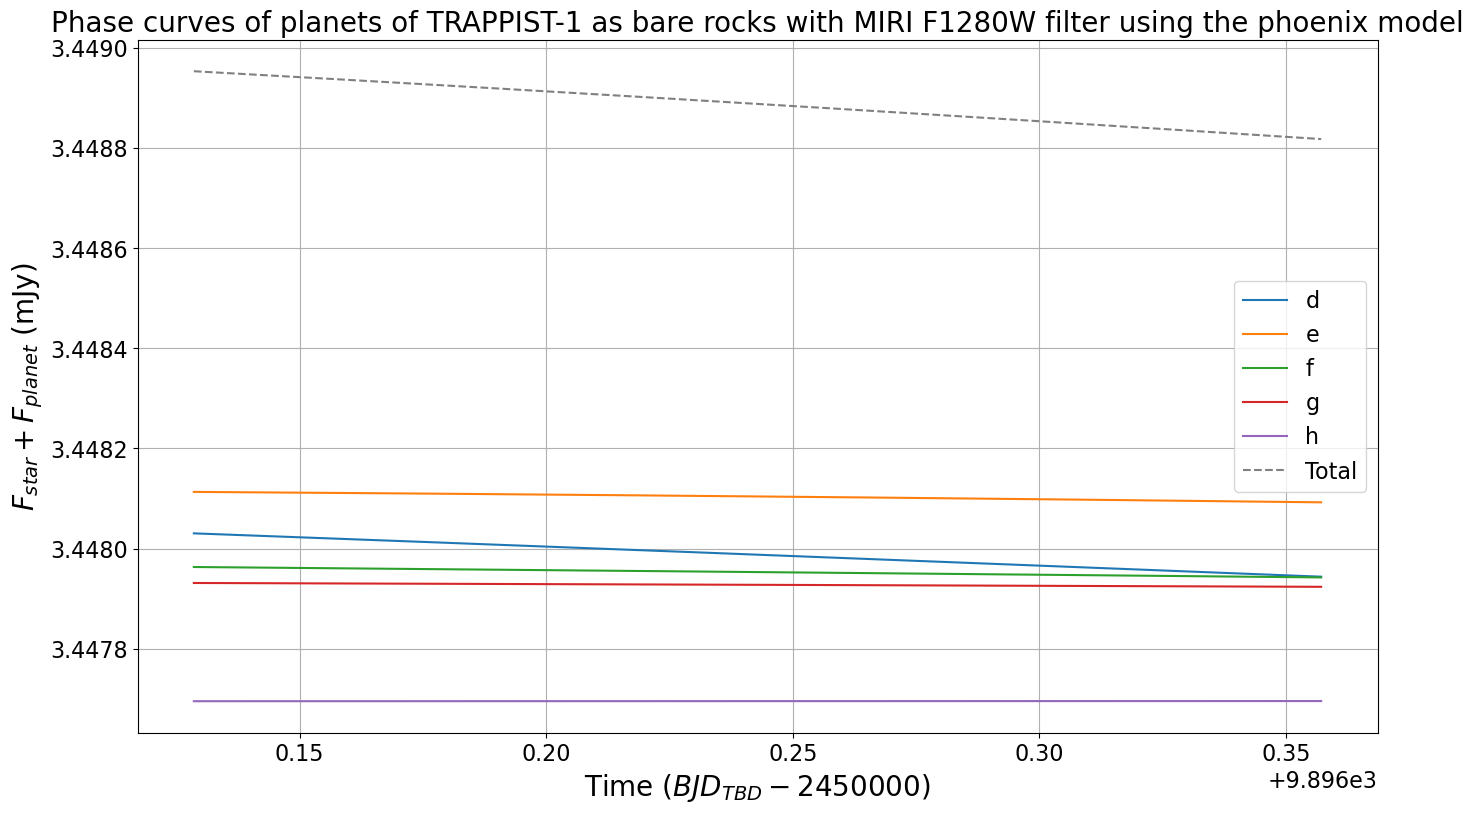 Phase curves of planets of TRAPPIST-1 as bare rocks with MIRI F1280W filter using the phoenix model
3.4490
3.4488
3.4486
3.4484
3.4482
3.4480
3.4478
F_star + F_planet (mJy)
d
e
f
g
h
Total
0.15 0.20 0.25 0.30 0.35
+9.896e3
Time (BJD_TBD − 2450000)